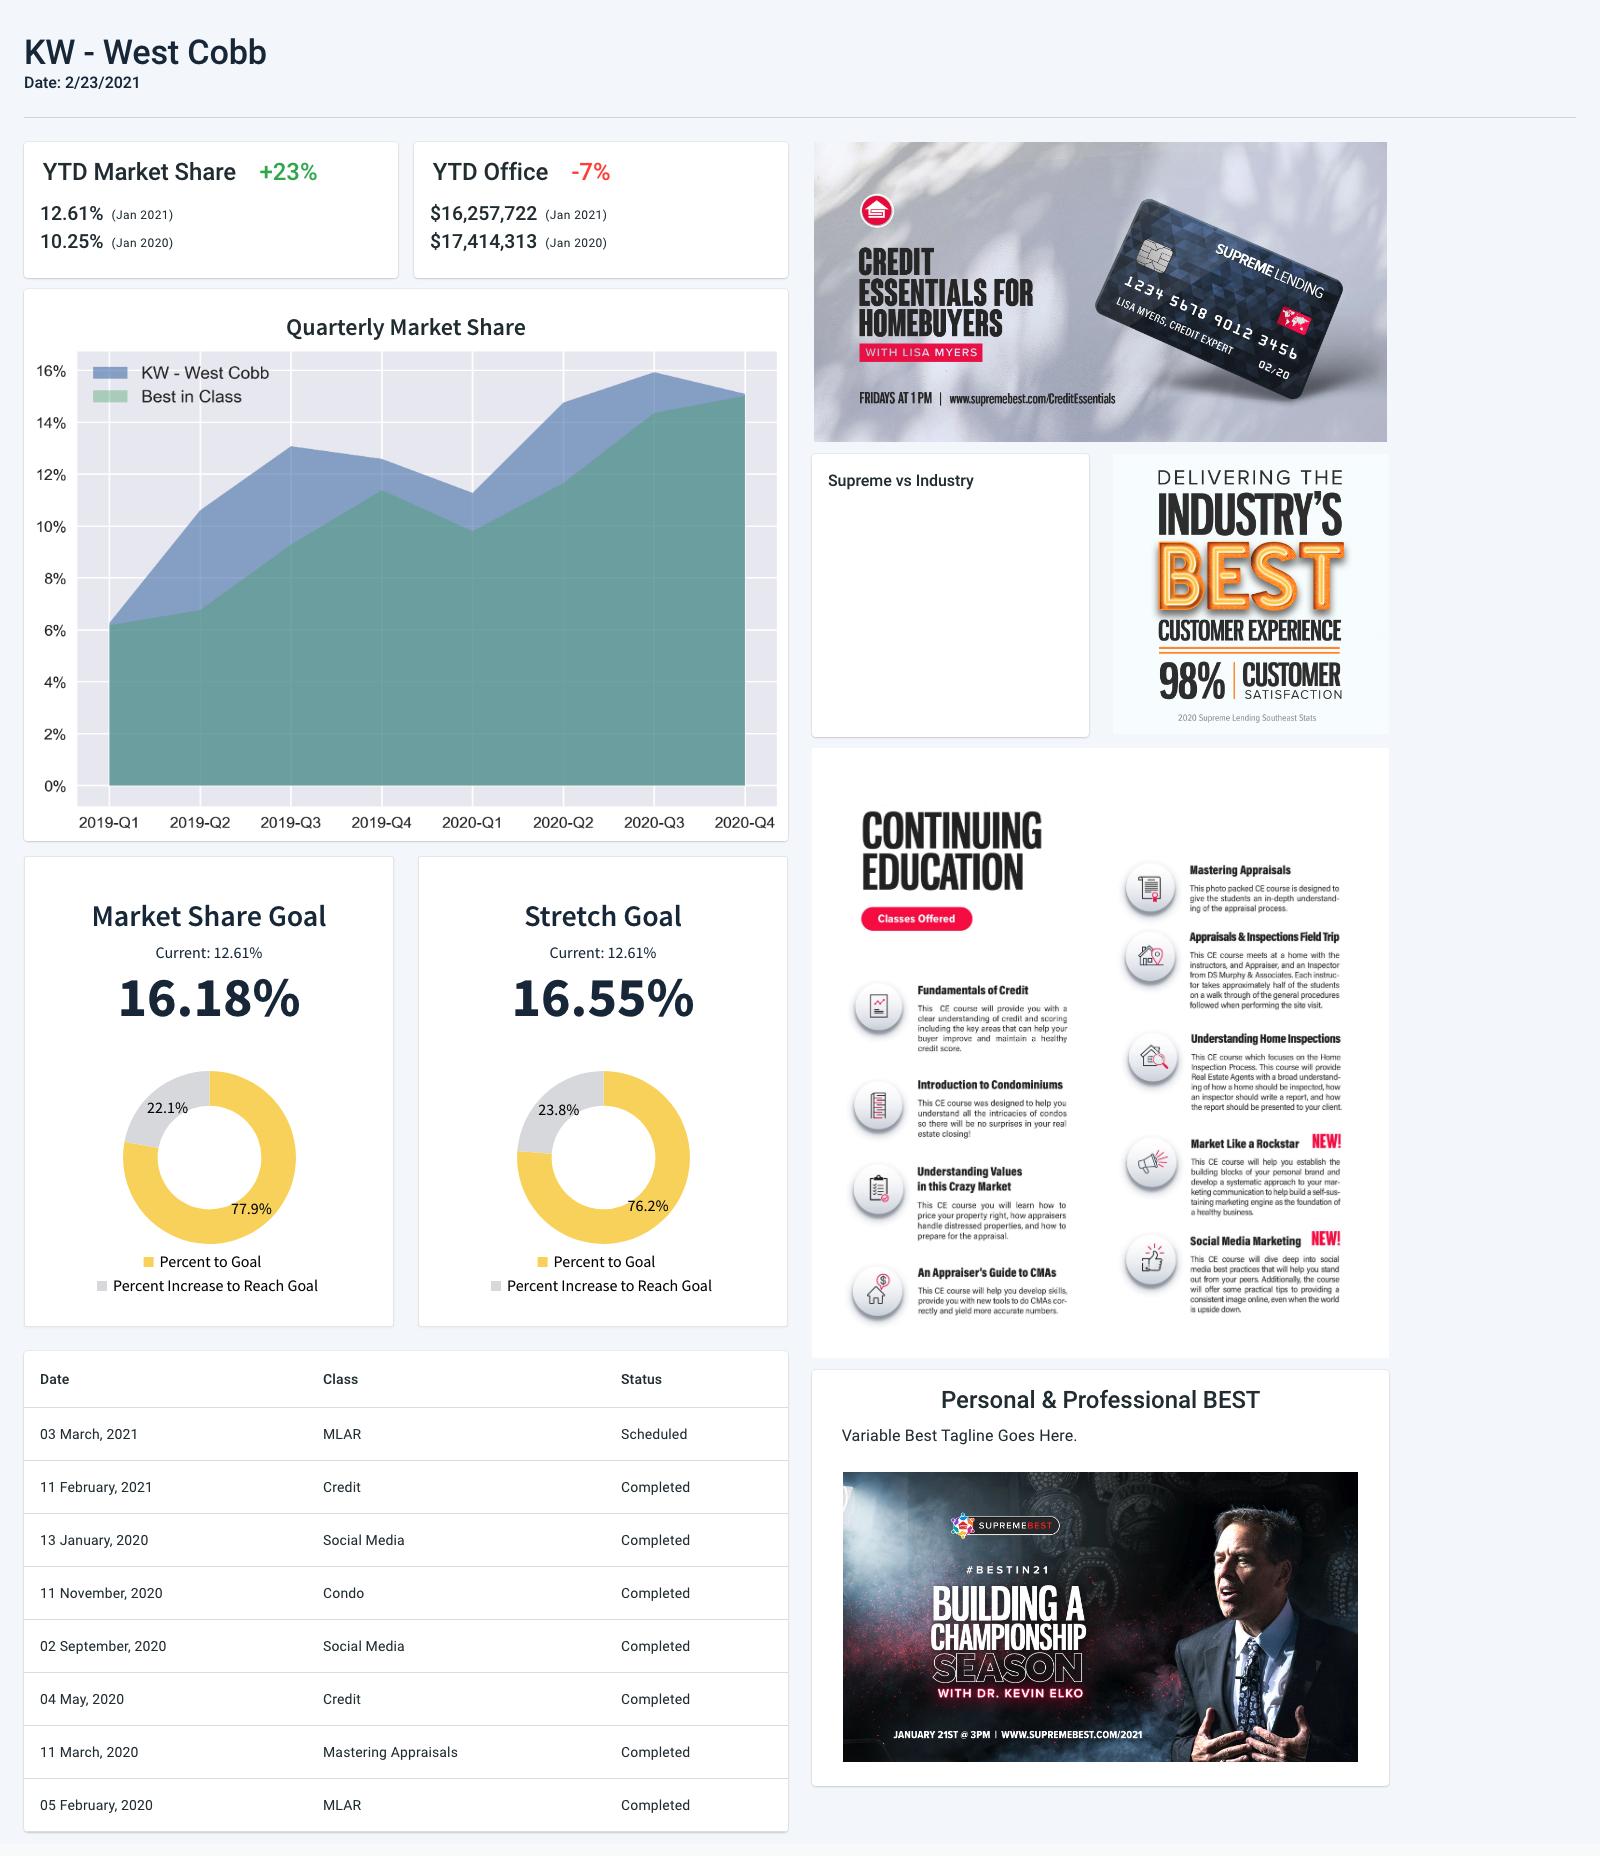 KW - West Cobb
Date: 2/23/2021
YTD Market Share +23%
12.61% (Jan 2021)
10.25% (Jan 2020)
YTD Office -7%
$16,257,722 (Jan 2021)
$17,414,313 (Jan 2020)
Quarterly Market Share
KW - West Cobb
Best in Class
16%
14%
12%
10%
8%
6%
4%
2%
0%
2019-Q1 2019-Q2 2019-Q3 2019-Q4 2020-Q1 2020-Q2 2020-Q3 2020-Q4
Market Share Goal
Current: 12.61%
16.18%
22.1%
77.9%
Percent to Goal
Percent Increase to Reach Goal
Stretch Goal
Current: 12.61%
16.55%
23.8%
76.2%
Percent to Goal
Percent Increase to Reach Goal
Date Class Status
03 March, 2021 MLAR Scheduled
11 February, 2021 Credit Completed
13 January, 2020 Social Media Completed
11 November, 2020 Condo Completed
02 September, 2020 Social Media Completed
04 May, 2020 Credit Completed
11 March, 2020 Mastering Appraisals Completed
05 February, 2020 MLAR Completed
CREDIT
ESSENTIALS FOR
HOMEBUYERS
WITH LISA MYERS
FRIDAYS AT 1 PM | www.supremebest.com/CreditEssentials
SUPREME LENDING
1234 5678 9012 3456
LISA MYERS, CREDIT EXPERT
02/20
Supreme vs Industry
DELIVERING THE
INDUSTRY'S
BEST
CUSTOMER EXPERIENCE
98% CUSTOMER
SATISFACTION
2020 Supreme Lending Southeast Stats
CONTINUING
EDUCATION
Classes Offered
Fundamentals of Credit
This CE course will provide you with a
clear understanding of credit and scoring
including the key areas that can help your
buyer improve and maintain a healthy
credit score.
Introduction to Condominiums
This CE course was designed to help you
understand all the intricacies of condos
so there will be no surprises in your real
estate closing!
Understanding Values
in this Crazy Market
This CE course you will learn how to
price your property right, how appraisers
handle distressed properties, and how to
prepare for the appraisal.
An Appraiser's Guide to CMAs
This CE course will help you develop skills,
provide you with new tools to do CMAs cor-
rectly and yield more accurate numbers.
Mastering Appraisals
This photo packed CE course is designed to
give the students an in-depth understand-
ing of the appraisal process.
Appraisals & Inspections Field Trip
This CE course meets at a home with the
instructors, and Appraiser, and an Inspector
from DS Murphy & Associates. Each instruc-
tor takes approximately half of the students
on a walk through of the general procedures
followed when performing the site visit.
Understanding Home Inspections
This CE course which focuses on the Home
Inspection Process. This course will provide
Real Estate Agents with a broad understand-
ing of how a home should be inspected, how
an inspector should write a report, and how
the report should be presented to your client.
Market Like a Rockstar NEW!
This CE course will help you establish the
building blocks of your personal brand and
develop a systematic approach to your mar-
keting communication to help build a self-sus-
taining marketing engine as the foundation of
a healthy business.
Social Media Marketing NEW!
This CE course will dive deep into social
media best practices that will help you stand
out from your peers. Additionally, the course
will offer some practical tips to providing a
consistent image online, even when the world
is upside down.
Personal & Professional BEST
Variable Best Tagline Goes Here.
SUPREMEBEST
#BESTIN21
BUILDING A
CHAMPIONSHIP
SEASON
WITH DR. KEVIN ELKO
JANUARY 21ST @ 3PM | WWW.SUPREMEBEST.COM/2021